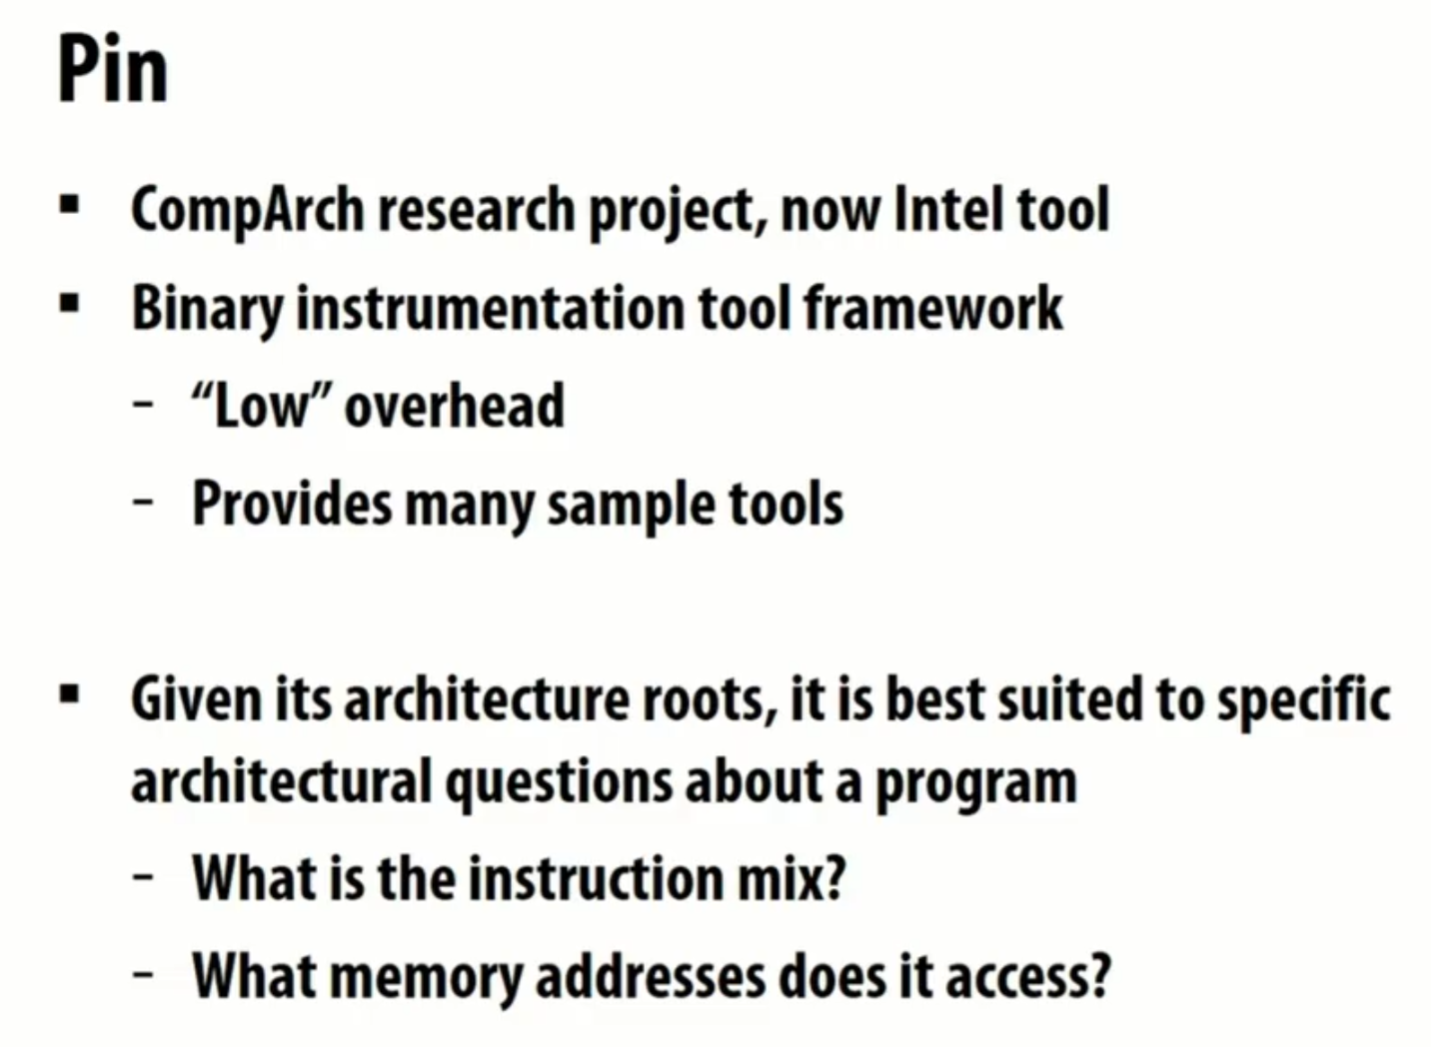 Pin
▪ CompArch research project, now Intel tool
▪ Binary instrumentation tool framework
- “Low” overhead
- Provides many sample tools
▪ Given its architecture roots, it is best suited to specific
architectural questions about a program
- What is the instruction mix?
- What memory addresses does it access?